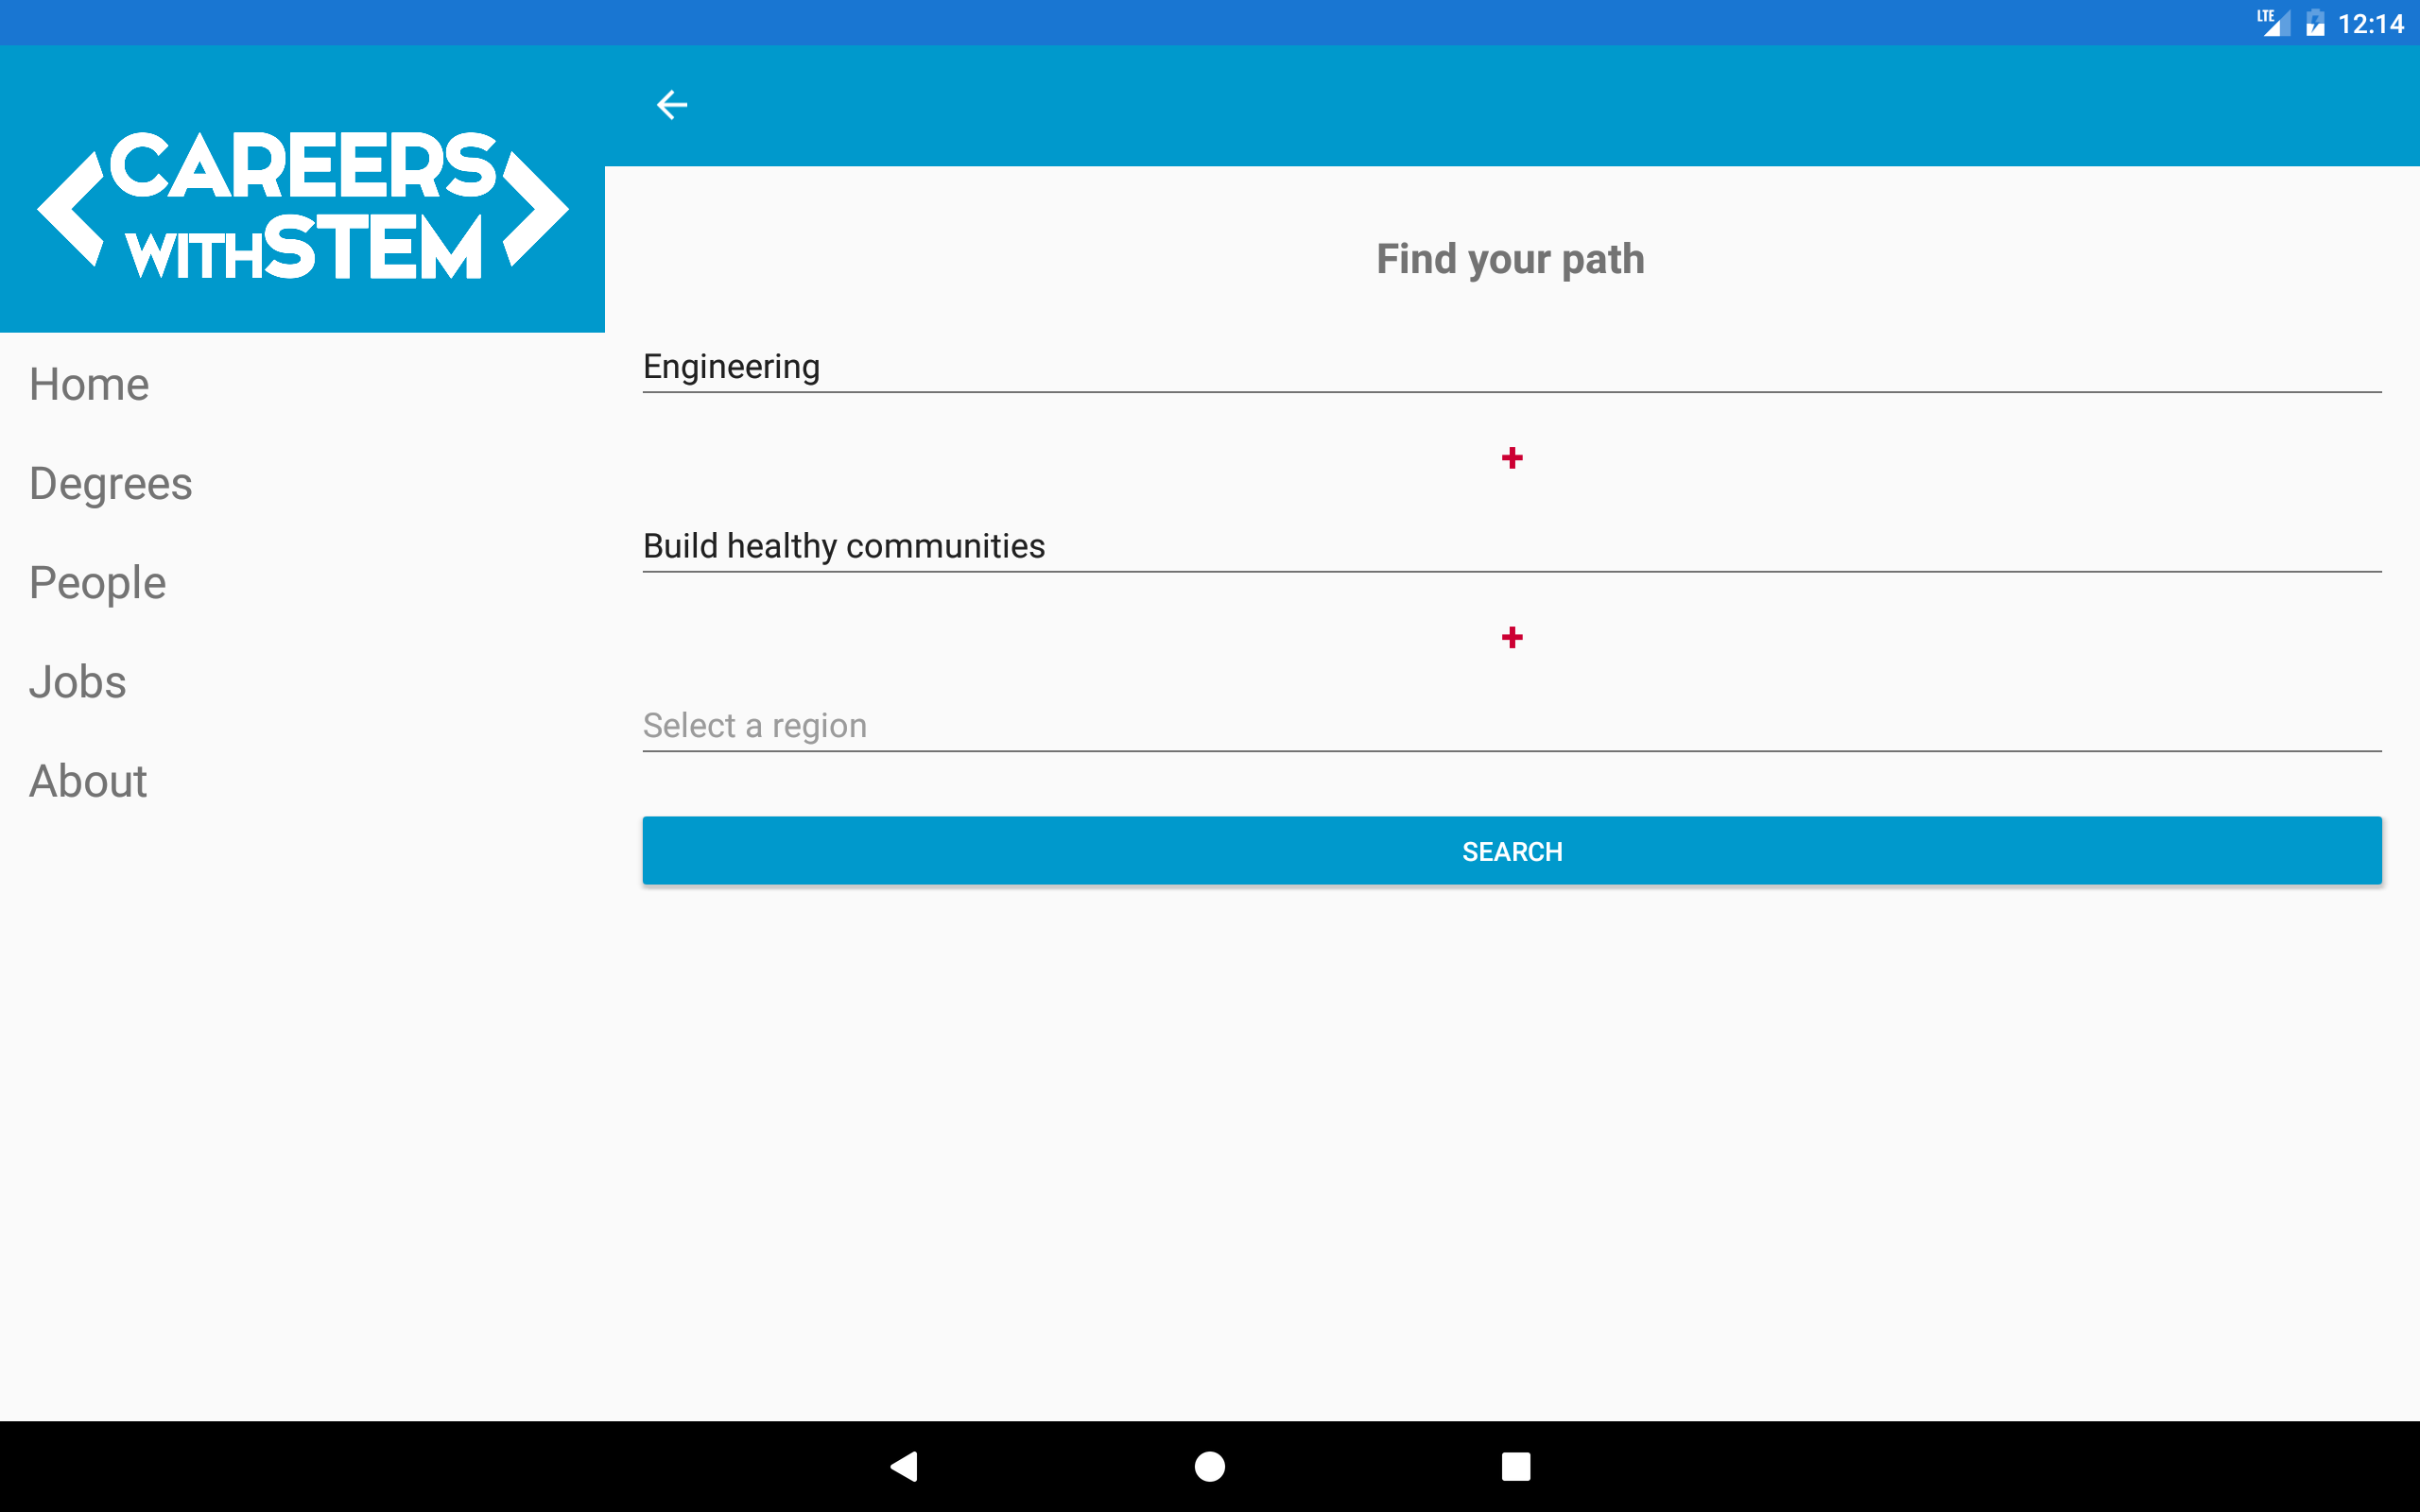 LTE 12:14
CAREERS
WITH STEM
Home
Degrees
People
Jobs
About
Find your path
Engineering
+
Build healthy communities
+
Select a region
SEARCH